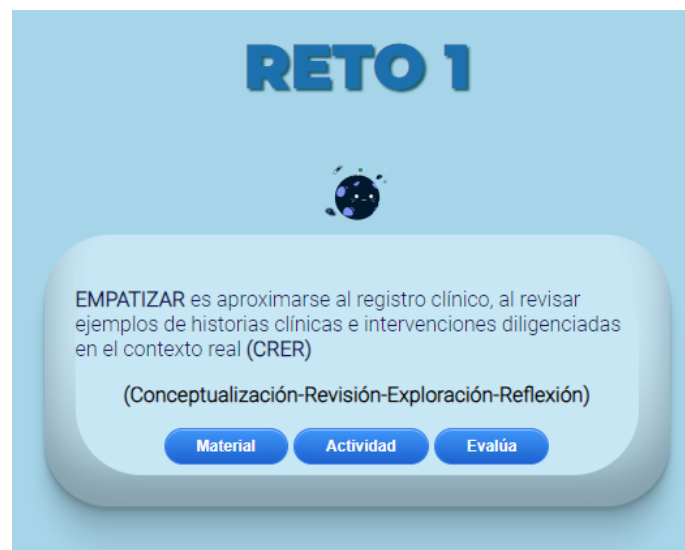 RETO 1
EMPATIZAR es aproximarse al registro clínico, al revisar
ejemplos de historias clínicas e intervenciones diligenciadas
en el contexto real (CRER)
(Conceptualización-Revisión-Exploración-Reflexión)
Material Actividad Evalúa